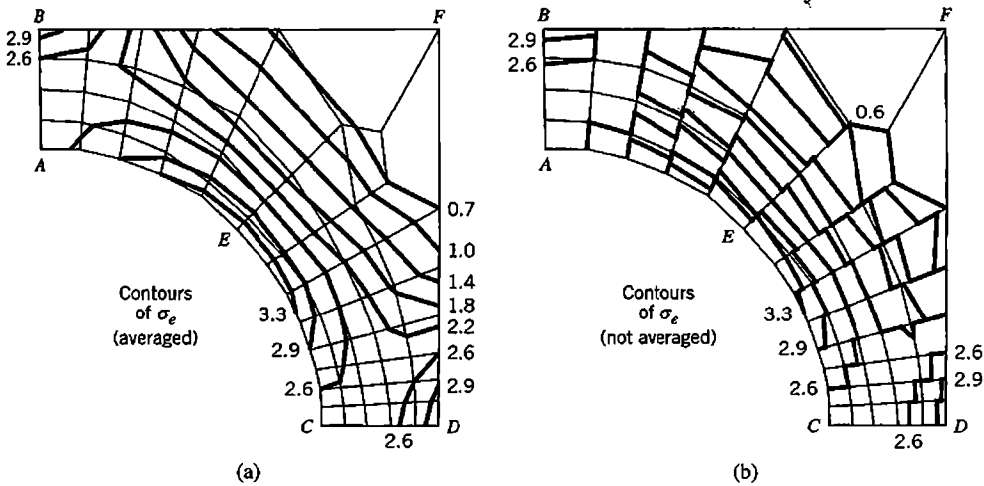 B
F
2.9
2.6
A
E
Contours
of σe
(averaged)
0.7
1.0
1.4
1.8
2.2
2.6
2.9
3.3
2.9
2.6
C
D
2.6
(a)
B
F
2.9
2.6
0.6
A
E
Contours
of σe
(not averaged)
3.3
2.9
2.6
2.6
2.9
C
D
2.6
(b)